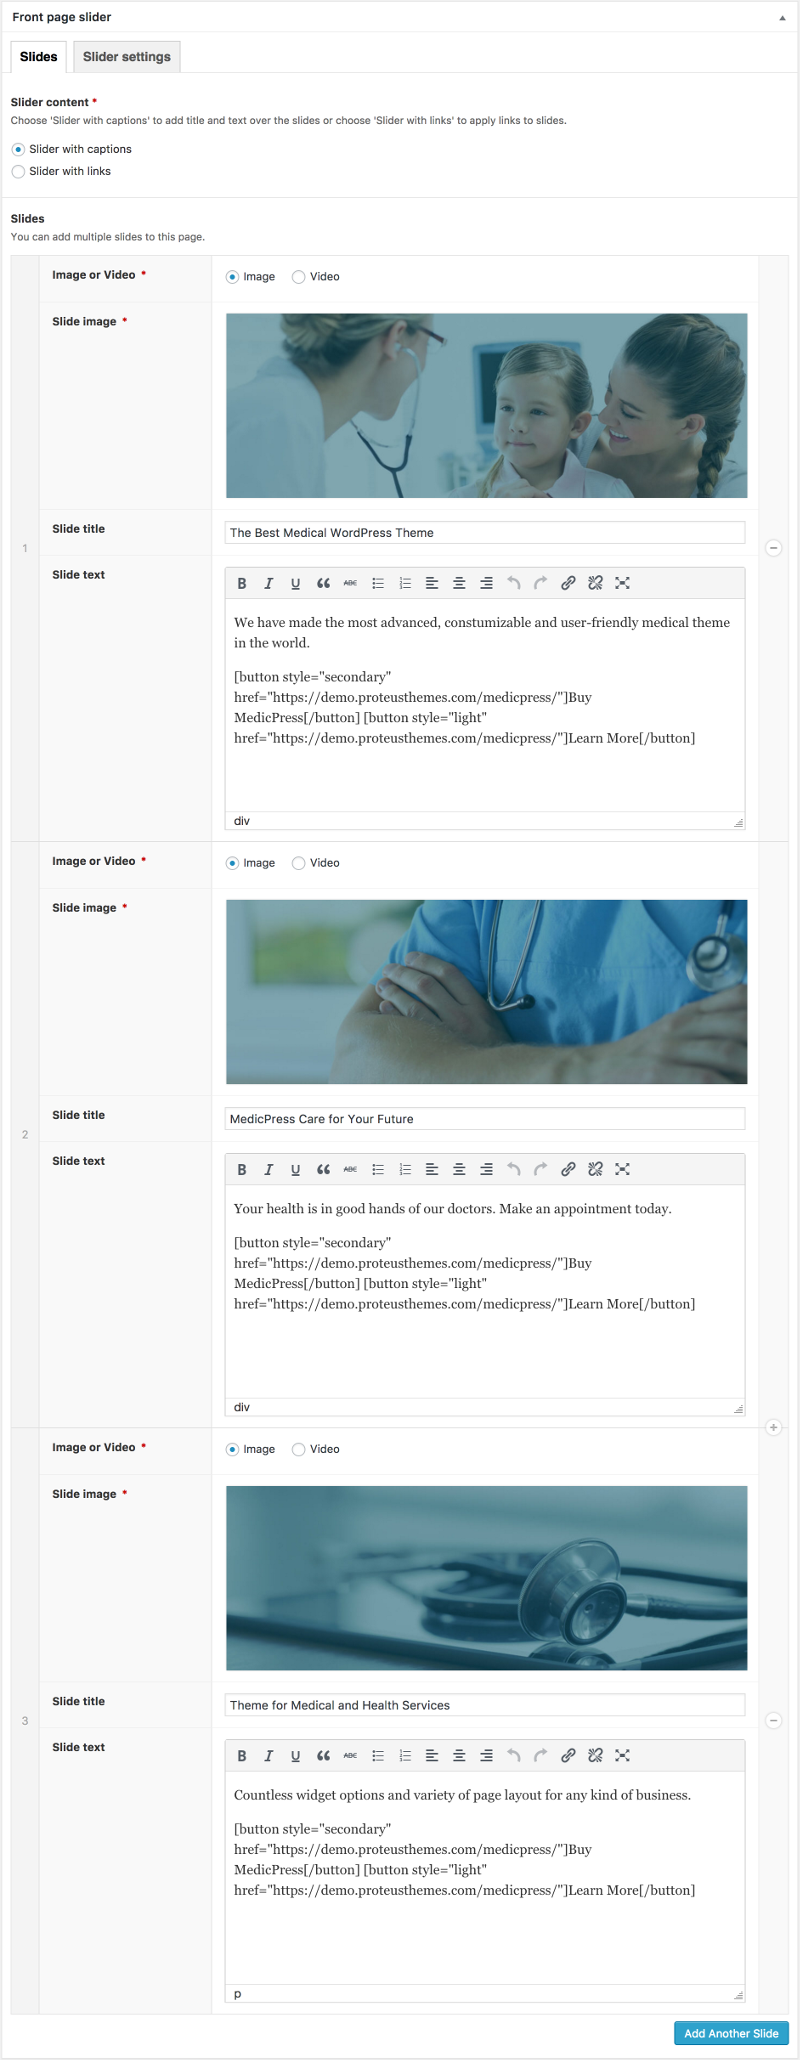 Front page slider
Slides Slider settings
Slider content *
Choose 'Slider with captions' to add title and text over the slides or choose 'Slider with links' to apply links to slides.
Slider with captions
Slider with links
Slides
You can add multiple slides to this page.
Image or Video * Image Video
Slide image *
1
Slide title The Best Medical WordPress Theme
Slide text
B I U ABC
We have made the most advanced, constumizable and user-friendly medical theme
in the world.
[button style="secondary"
href="https://demo.proteusthemes.com/medicpress/"]Buy
MedicPress[/button] [button style="light"
href="https://demo.proteusthemes.com/medicpress/"]Learn More[/button]
div
Image or Video * Image Video
Slide image *
2
Slide title MedicPress Care for Your Future
Slide text
B I U ABC
Your health is in good hands of our doctors. Make an appointment today.
[button style="secondary"
href="https://demo.proteusthemes.com/medicpress/"]Buy
MedicPress[/button] [button style="light"
href="https://demo.proteusthemes.com/medicpress/"]Learn More[/button]
div
Image or Video * Image Video
Slide image *
3
Slide title Theme for Medical and Health Services
Slide text
B I U ABC
Countless widget options and variety of page layout for any kind of business.
[button style="secondary"
href="https://demo.proteusthemes.com/medicpress/"]Buy
MedicPress[/button] [button style="light"
href="https://demo.proteusthemes.com/medicpress/"]Learn More[/button]
p
Add Another Slide